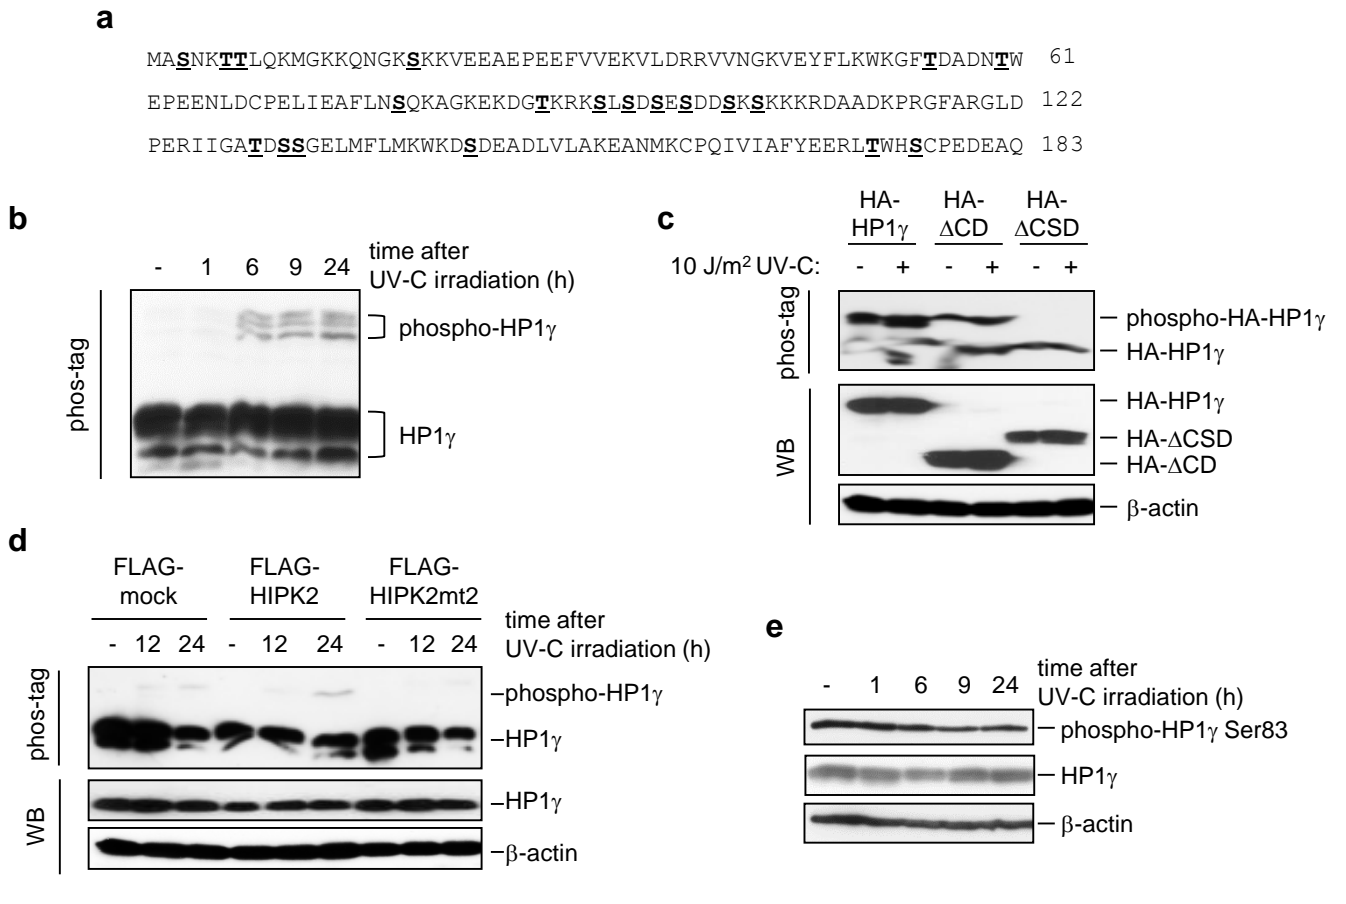 a
MASNKTTLQKMGKKQNGKSKKVEEAEPEEFVVEKVLDRRVVNGKVEYFLKWKGFTDADNTW 61
EPEENLDCPELIEAFLNSQKAGKEKDGTKRKSLSDSESDDSKSKKKRDAADKPRGFARGLD 122
PERIIGATDSSGELMFLMKWKDSDEADLVLAKEANMKCPQIVIAFYEERLTWHSCPEDEAQ 183
b
- 1 6 9 24
time after
UV-C irradiation (h)
phos-tag
phospho-HP1γ
HP1γ
c
HA-
HP1γ
HA-
ΔCD
HA-
ΔCSD
10 J/m2 UV-C: - + - + - +
phos-tag
phospho-HA-HP1γ
HA-HP1γ
WB
HA-HP1γ
HA-ΔCSD
HA-ΔCD
β-actin
d
FLAG-
mock
FLAG-
HIPK2
FLAG-
HIPK2mt2
- 12 24 - 12 24 - 12 24
time after
UV-C irradiation (h)
phos-tag
phospho-HP1γ
HP1γ
WB
HP1γ
β-actin
e
- 1 6 9 24
time after
UV-C irradiation (h)
phospho-HP1γ Ser83
HP1γ
β-actin